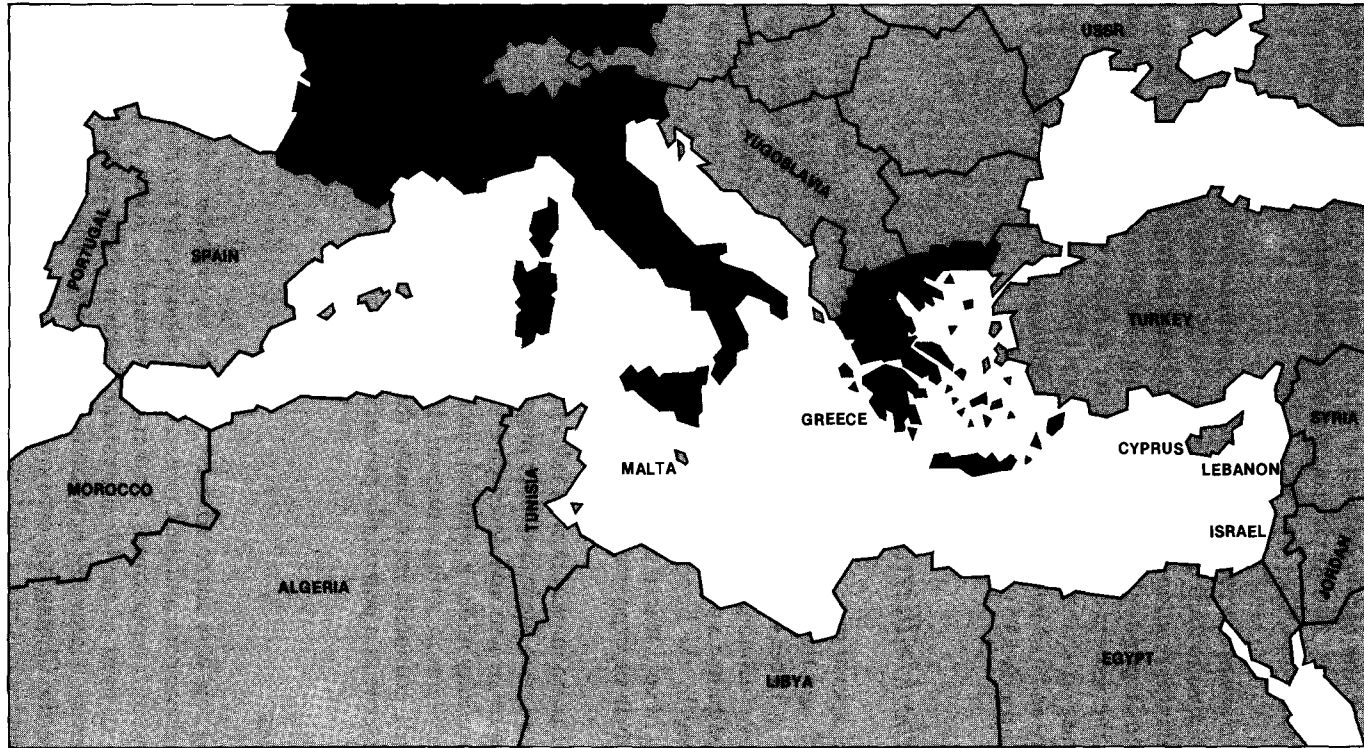 USSR
YUGOSLAVIA
PORTUGAL
SPAIN
TURKEY
GREECE
SYRIA
CYPRUS
LEBANON
MALTA
MOROCCO
TUNISIA
ISRAEL
JORDAN
ALGERIA
EGYPT
LIBYA